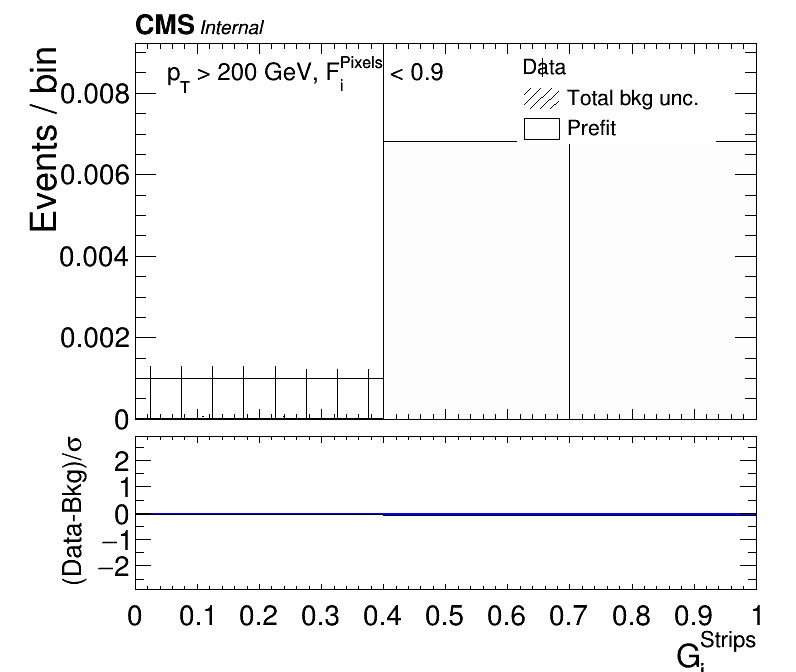 CMS Internal
p_T > 200 GeV, F_i^Pixels < 0.9
Data
Total bkg unc.
Prefit
Events / bin
0.008
0.006
0.004
0.002
0
(Data-Bkg)/σ
2
1
0
−1
−2
0 0.1 0.2 0.3 0.4 0.5 0.6 0.7 0.8 0.9 1
G_i^Strips